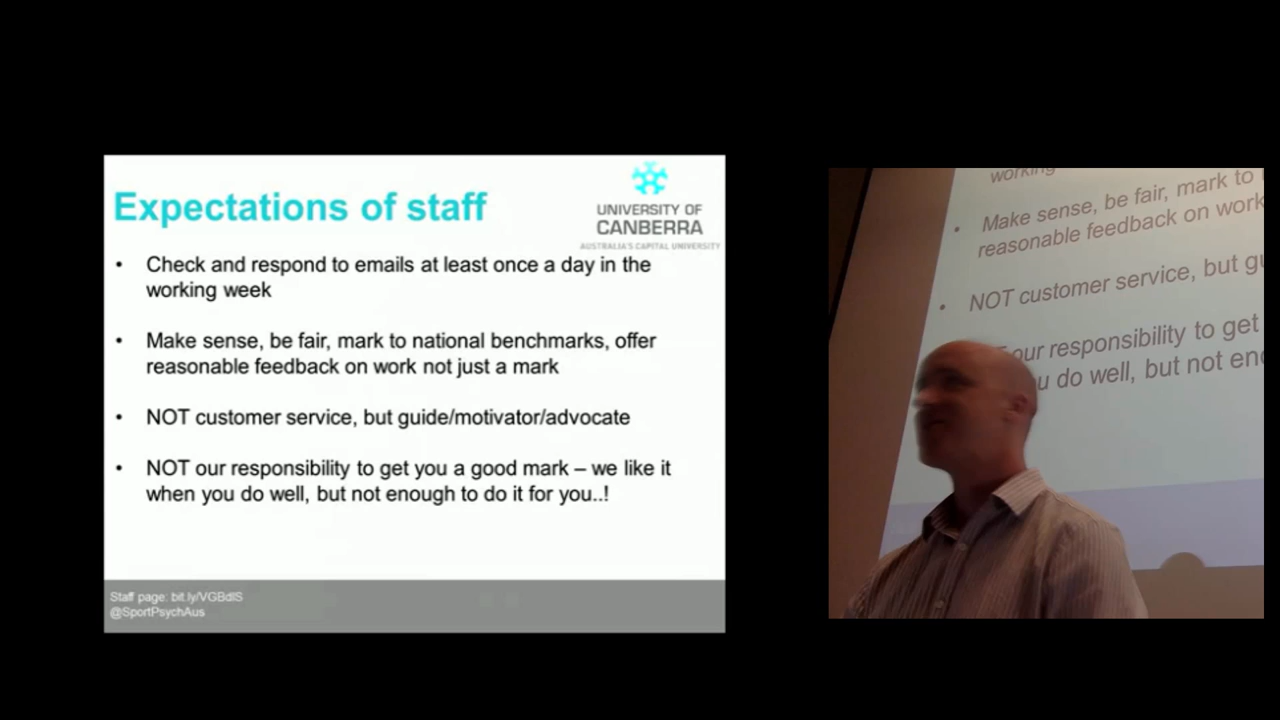 Expectations of staff
UNIVERSITY OF
CANBERRA
AUSTRALIA'S CAPITAL UNIVERSITY
• Check and respond to emails at least once a day in the
working week
• Make sense, be fair, mark to national benchmarks, offer
reasonable feedback on work not just a mark
• NOT customer service, but guide/motivator/advocate
• NOT our responsibility to get you a good mark – we like it
when you do well, but not enough to do it for you..!
Staff page: bit.ly/VGBdIS
@SportPsychAus
working
• Make sense, be fair, mark to
reasonable feedback on work
• NOT customer service, but
our responsibility to get
do well, but not